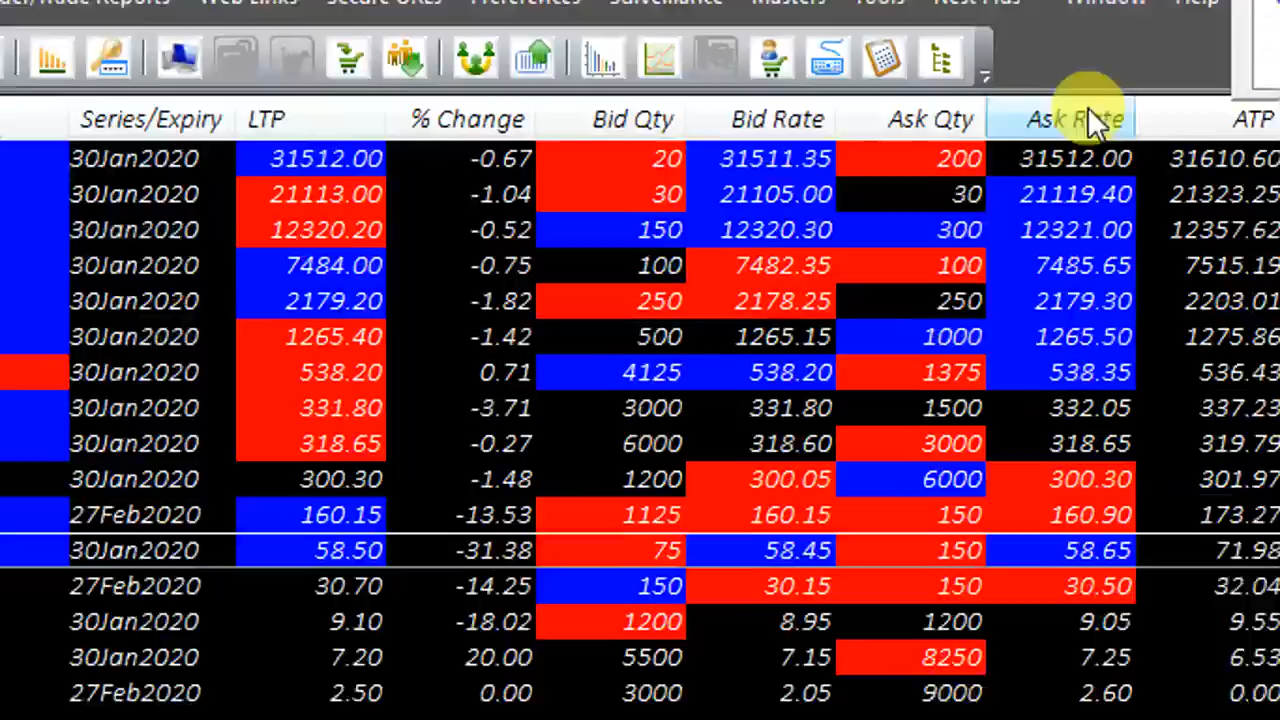 Series/Expiry LTP % Change Bid Qty Bid Rate Ask Qty Ask Rate ATP
30Jan2020 31512.00 -0.67 20 31511.35 200 31512.00 31610.60
30Jan2020 21113.00 -1.04 30 21105.00 30 21119.40 21323.25
30Jan2020 12320.20 -0.52 150 12320.30 300 12321.00 12357.62
30Jan2020 7484.00 -0.75 100 7482.35 100 7485.65 7515.19
30Jan2020 2179.20 -1.82 250 2178.25 250 2179.30 2203.01
30Jan2020 1265.40 -1.42 500 1265.15 1000 1265.50 1275.86
30Jan2020 538.20 0.71 4125 538.20 1375 538.35 536.43
30Jan2020 331.80 -3.71 3000 331.80 1500 332.05 337.23
30Jan2020 318.65 -0.27 6000 318.60 3000 318.65 319.79
30Jan2020 300.30 -1.48 1200 300.05 6000 300.30 301.97
27Feb2020 160.15 -13.53 1125 160.15 150 160.90 173.27
30Jan2020 58.50 -31.38 75 58.45 150 58.65 71.98
27Feb2020 30.70 -14.25 150 30.15 150 30.50 32.04
30Jan2020 9.10 -18.02 1200 8.95 1200 9.05 9.55
30Jan2020 7.20 20.00 5500 7.15 8250 7.25 6.53
27Feb2020 2.50 0.00 3000 2.05 9000 2.60 0.00